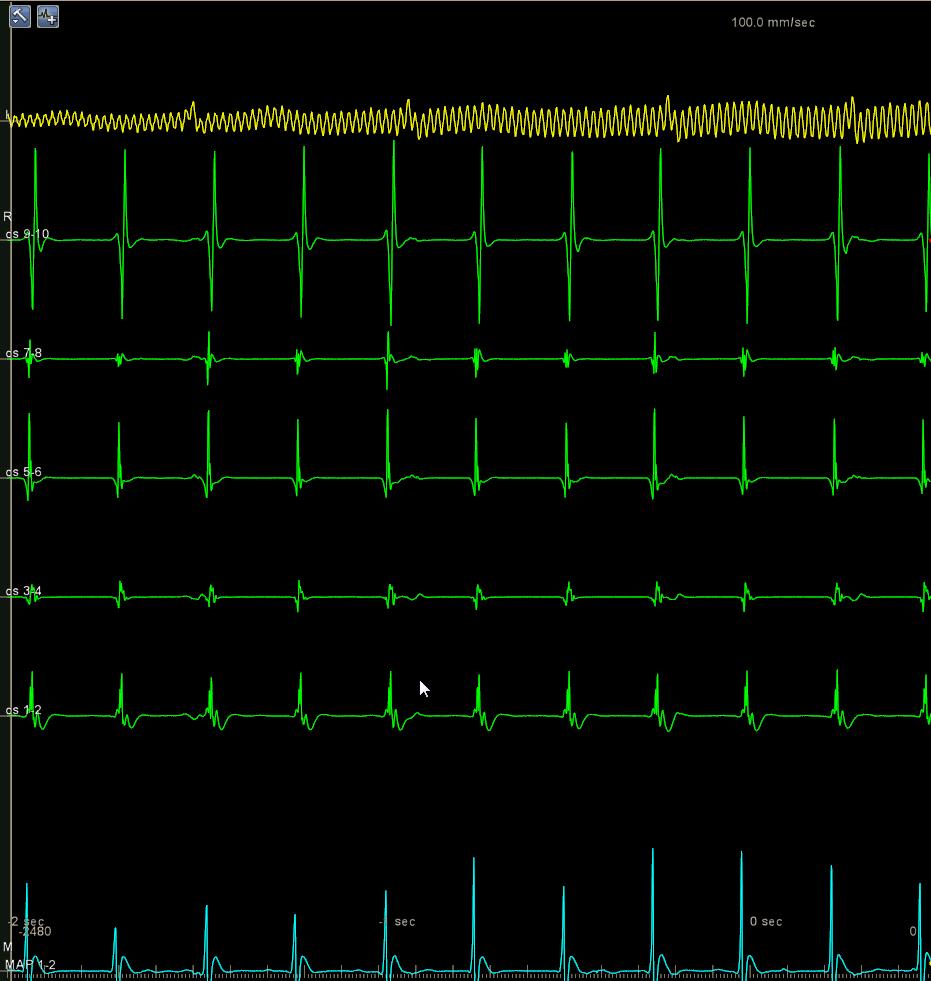 100.0 mm/sec
R
cs 9-10
cs 7-8
cs 5-6
cs 3-4
cs 1-2
-2 sec
-1 sec
0 sec
-2480
0
M
MAP 1-2